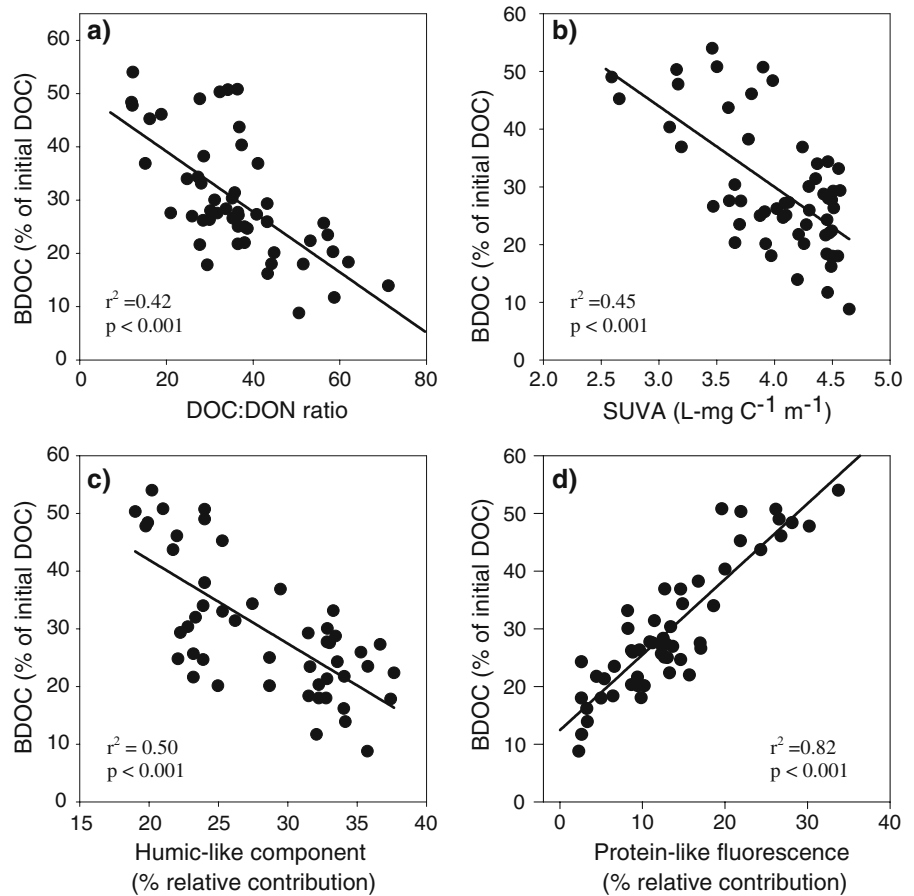 a)
BDOC (% of initial DOC)
60
50
40
30
20
10
0
r² =0.42
p < 0.001
0 20 40 60 80
DOC:DON ratio
b)
BDOC (% of initial DOC)
60
50
40
30
20
10
0
r² =0.45
p < 0.001
2.0 2.5 3.0 3.5 4.0 4.5 5.0
SUVA (L-mg C⁻¹ m⁻¹)
c)
BDOC (% of initial DOC)
60
50
40
30
20
10
0
r² = 0.50
p < 0.001
15 20 25 30 35 40
Humic-like component
(% relative contribution)
d)
BDOC (% of initial DOC)
60
50
40
30
20
10
0
r² =0.82
p < 0.001
0 10 20 30 40
Protein-like fluorescence
(% relative contribution)